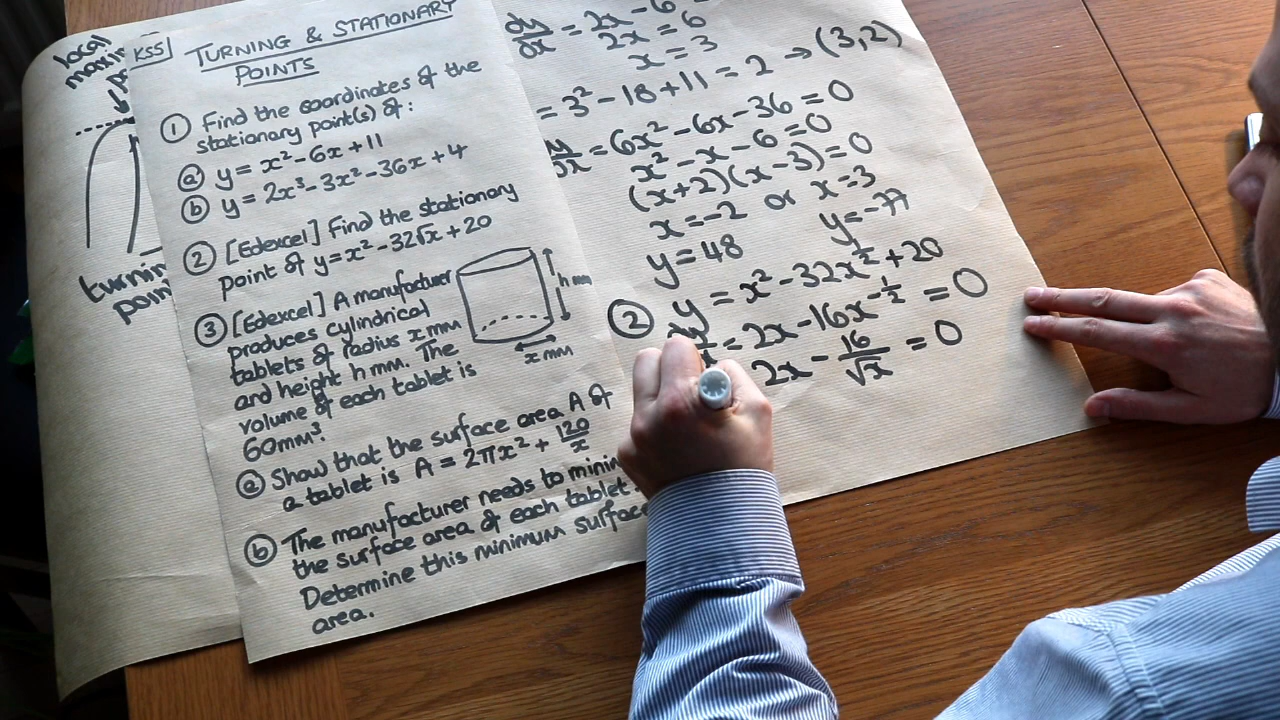 local
KSS
TURNING & STATIONARY
POINTS
① Find the coordinates of the
stationary point(s) of:
ⓐ y = x² - 6x + 11
ⓑ y = 2x³ - 3x² - 36x + 4
② [Edexcel] Find the stationary
point of y = x² - 32√x + 20
③ [Edexcel] A manufacturer
produces cylindrical
tablets of radius x mm
and height h mm. The
volume of each tablet is
60mm³.
h mm
x mm
ⓐ Show that the surface area A of
a tablet is A = 2πx² + 120/x
ⓑ The manufacturer needs to
the surface area of each tablet.
Determine this minimum surface
area.
dy/dx = 2x - 6
2x = 6
x = 3
= 3² - 18 + 11 = 2 → (3,2)
= 6x² - 6x - 36 = 0
x² - x - 6 = 0
(x+2)(x-3) = 0
x = -2 or x = 3
y = 48 y = -77
② y = x² - 32x^½ + 20
= 2x - 16x^-½ = 0
2x - 16/√x = 0